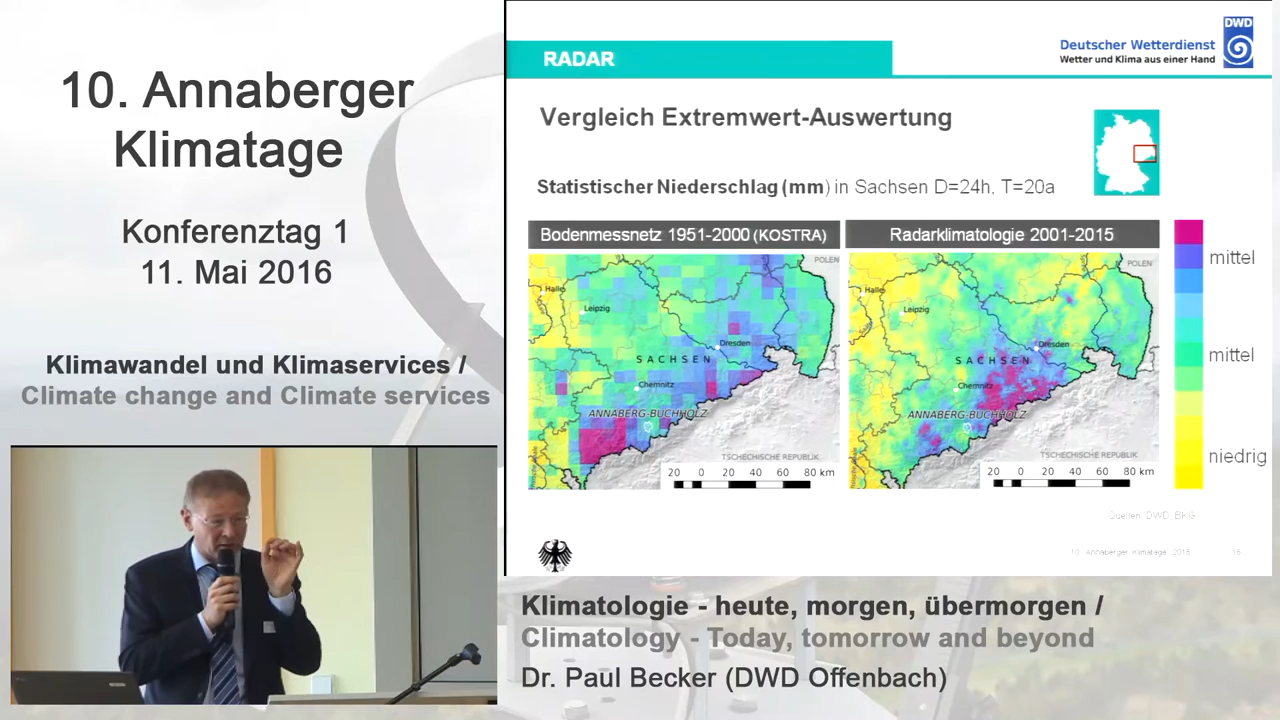 10. Annaberger
Klimatage
Konferenztag 1
11. Mai 2016
Klimawandel und Klimaservices /
Climate change and Climate services
RADAR
DWD
Deutscher Wetterdienst
Wetter und Klima aus einer Hand
Vergleich Extremwert-Auswertung
Statistischer Niederschlag (mm) in Sachsen D=24h, T=20a
Bodenmessnetz 1951-2000 (KOSTRA)
POLEN
Halle
Leipzig
Dresden
SACHSEN
Chemnitz
ANNABERG-BUCHHOLZ
TSCHECHISCHE REPUBLIK
20 0 20 40 60 80 km
Radarklimatologie 2001-2015
POLEN
Halle
Leipzig
Dresden
SACHSEN
Chemnitz
ANNABERG-BUCHHOLZ
TSCHECHISCHE REPUBLIK
20 0 20 40 60 80 km
mittel
mittel
niedrig
Quellen: DWD, BKG
10. Annaberger Klimatage 2016 16
Klimatologie - heute, morgen, übermorgen /
Climatology - Today, tomorrow and beyond
Dr. Paul Becker (DWD Offenbach)